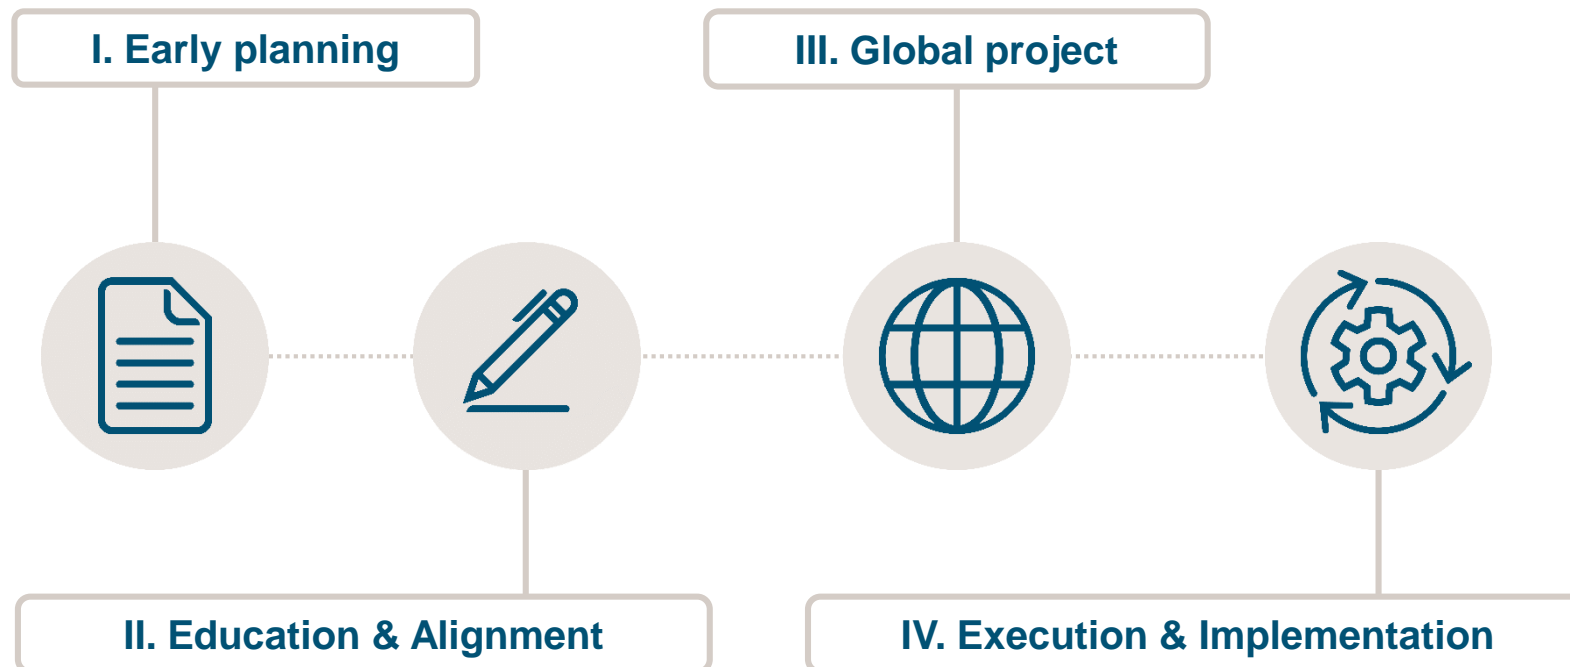 I. Early planning
II. Education & Alignment
III. Global project
IV. Execution & Implementation